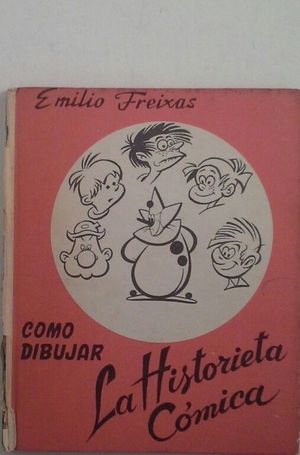 Emilio Freixas
COMO
DIBUJAR
La Historieta
Cómica